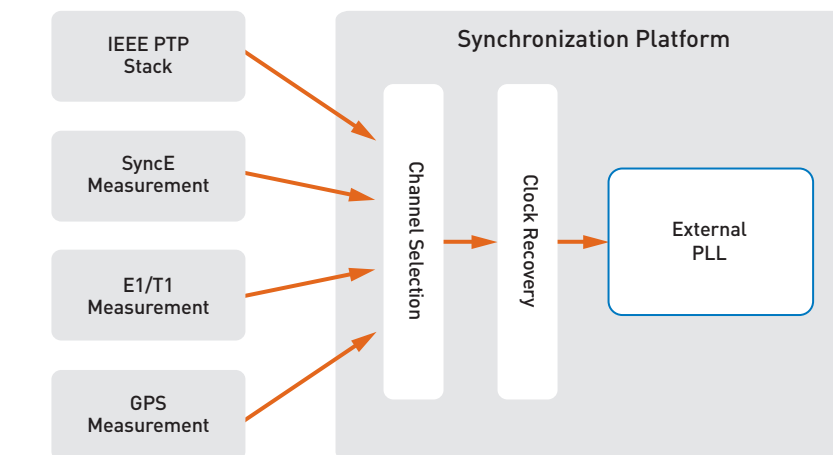 IEEE PTP
Stack
Synchronization Platform
SyncE
Measurement
Channel Selection
Clock Recovery
External
PLL
E1/T1
Measurement
GPS
Measurement